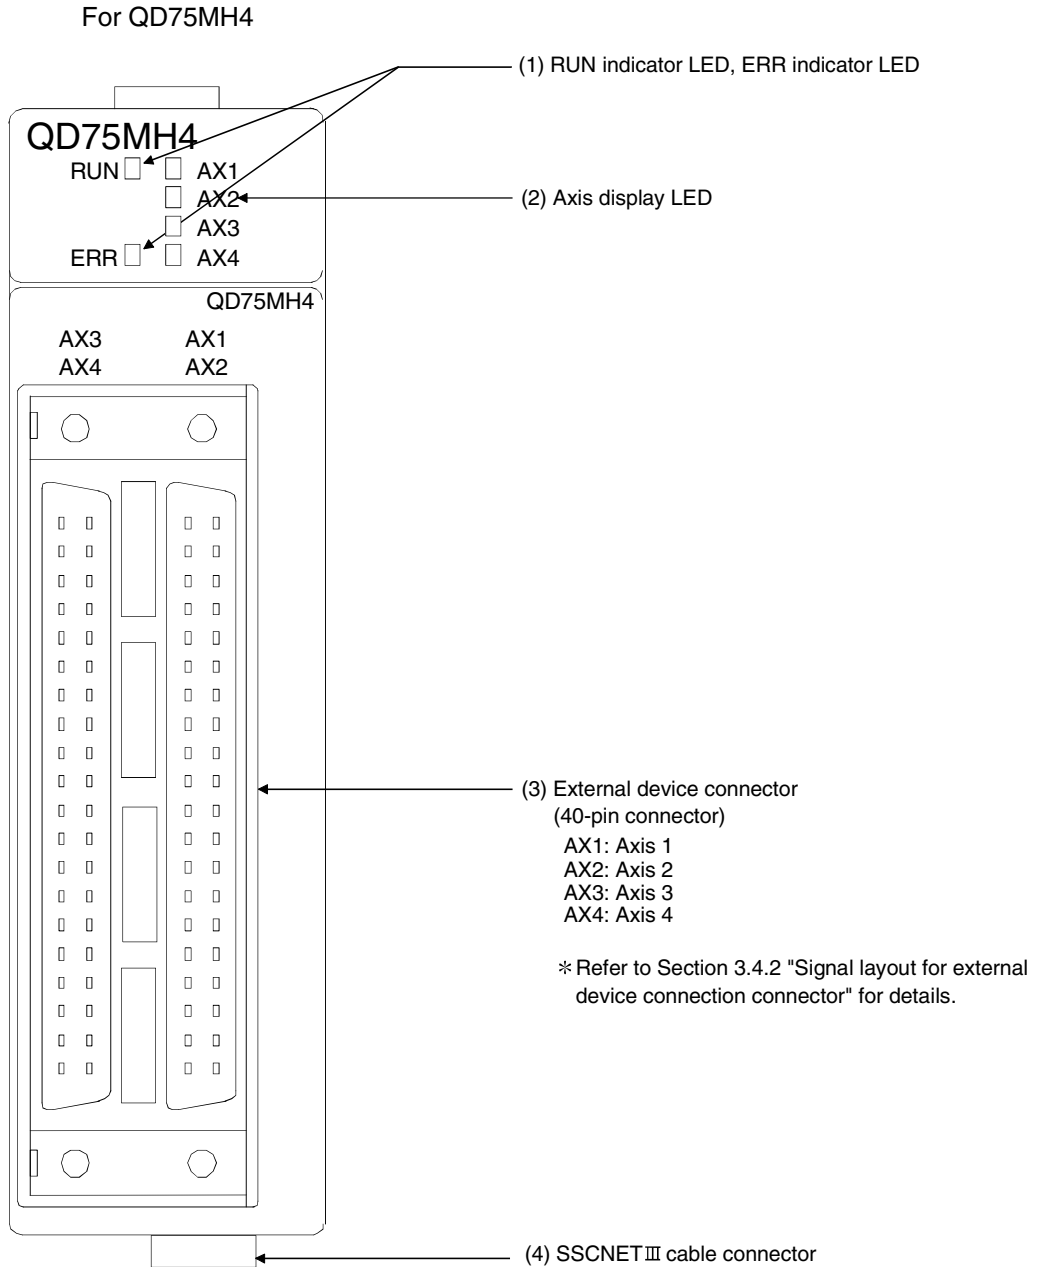 For QD75MH4
(1) RUN indicator LED, ERR indicator LED
QD75MH4
RUN AX1
AX2
(2) Axis display LED
AX3
ERR AX4
QD75MH4
AX3 AX1
AX4 AX2
(3) External device connector
(40-pin connector)
AX1: Axis 1
AX2: Axis 2
AX3: Axis 3
AX4: Axis 4
＊Refer to Section 3.4.2 "Signal layout for external
device connection connector" for details.
(4) SSCNETⅢ cable connector